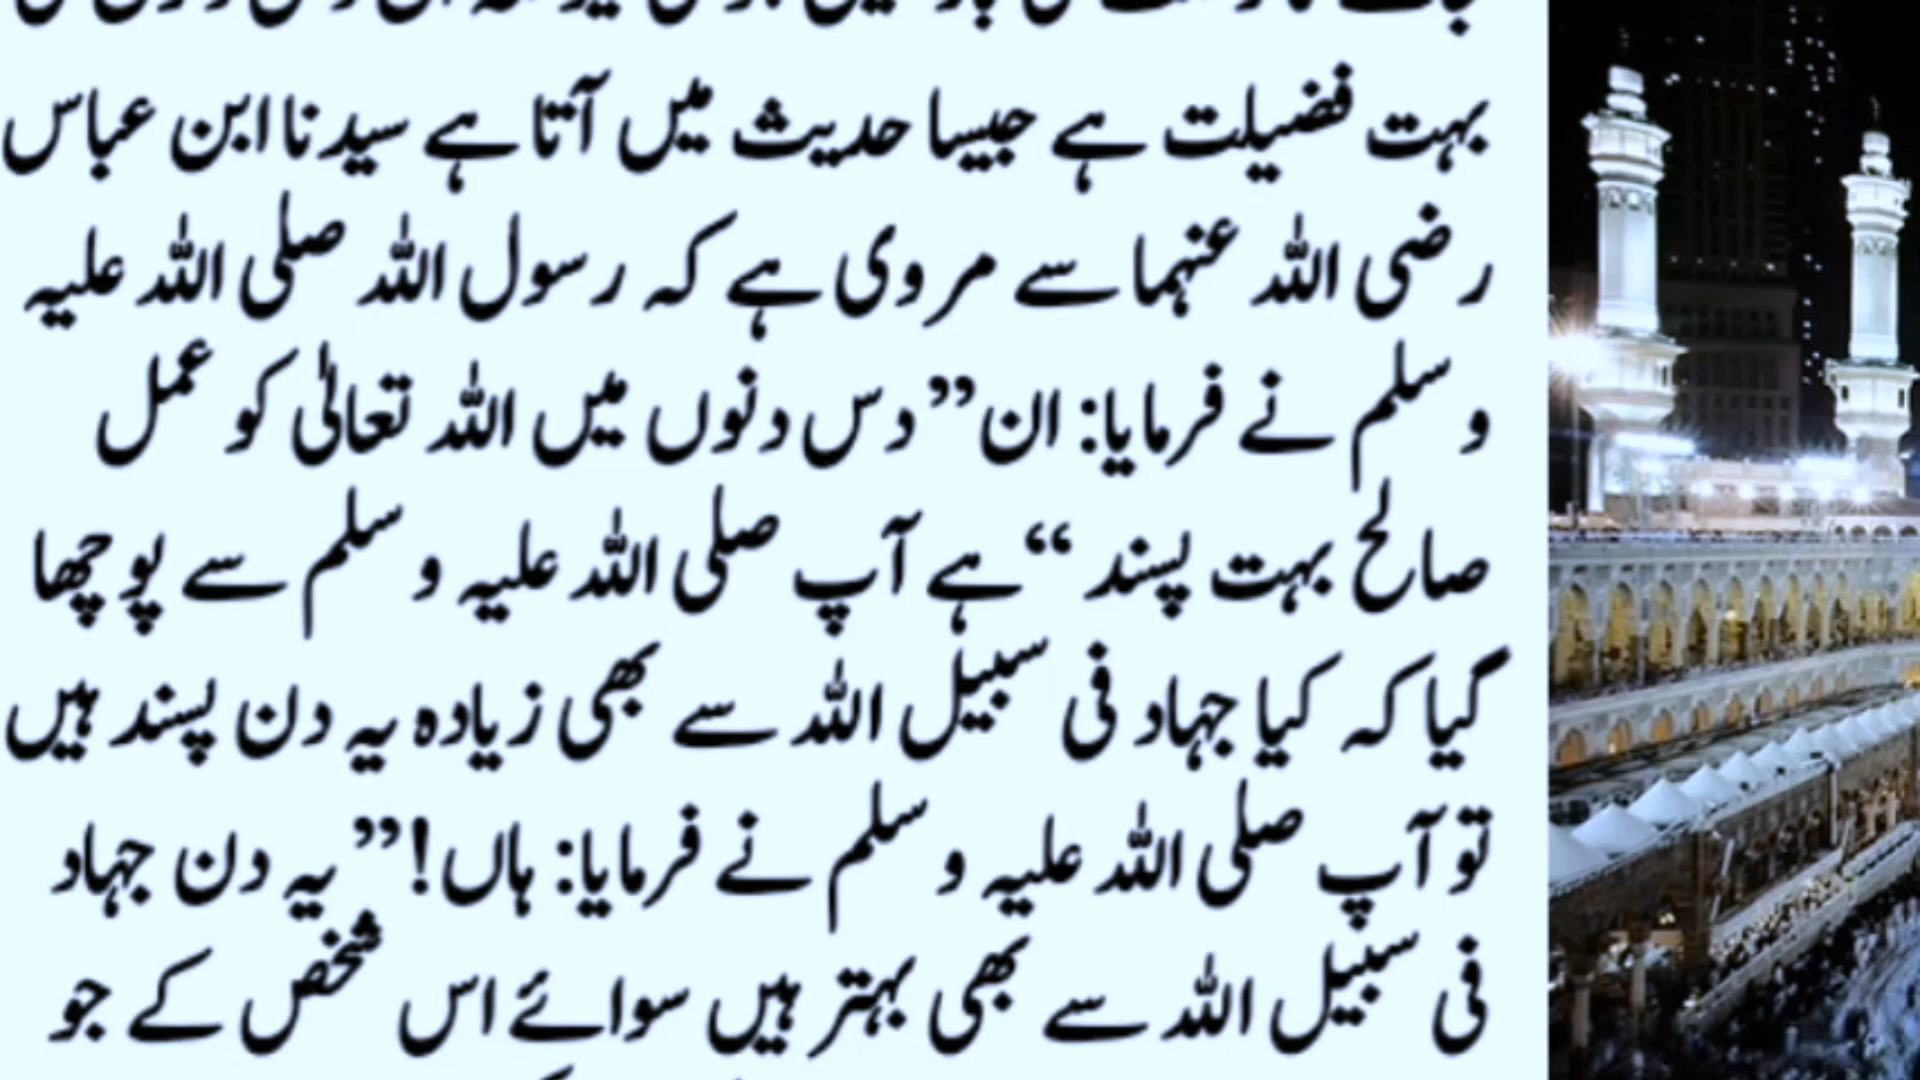 بہت فضیلت ہے جیسا حدیث میں آتا ہے سیدنا ابن عباس
رضی اللہ عنہما سے مروی ہے کہ رسول اللہ صلی اللہ علیہ
وسلم نے فرمایا: ان” دس دنوں میں اللہ تعالیٰ کو عمل
صالح بہت پسند “ہے آپ صلی اللہ علیہ وسلم سے پوچھا
گیا کہ کیا جہاد فی سبیل اللہ سے بھی زیادہ یہ دن پسند ہیں
تو آپ صلی اللہ علیہ وسلم نے فرمایا: ہاں!” یہ دن جہاد
فی سبیل اللہ سے بھی بہتر ہیں سوائے اس شخص کے جو